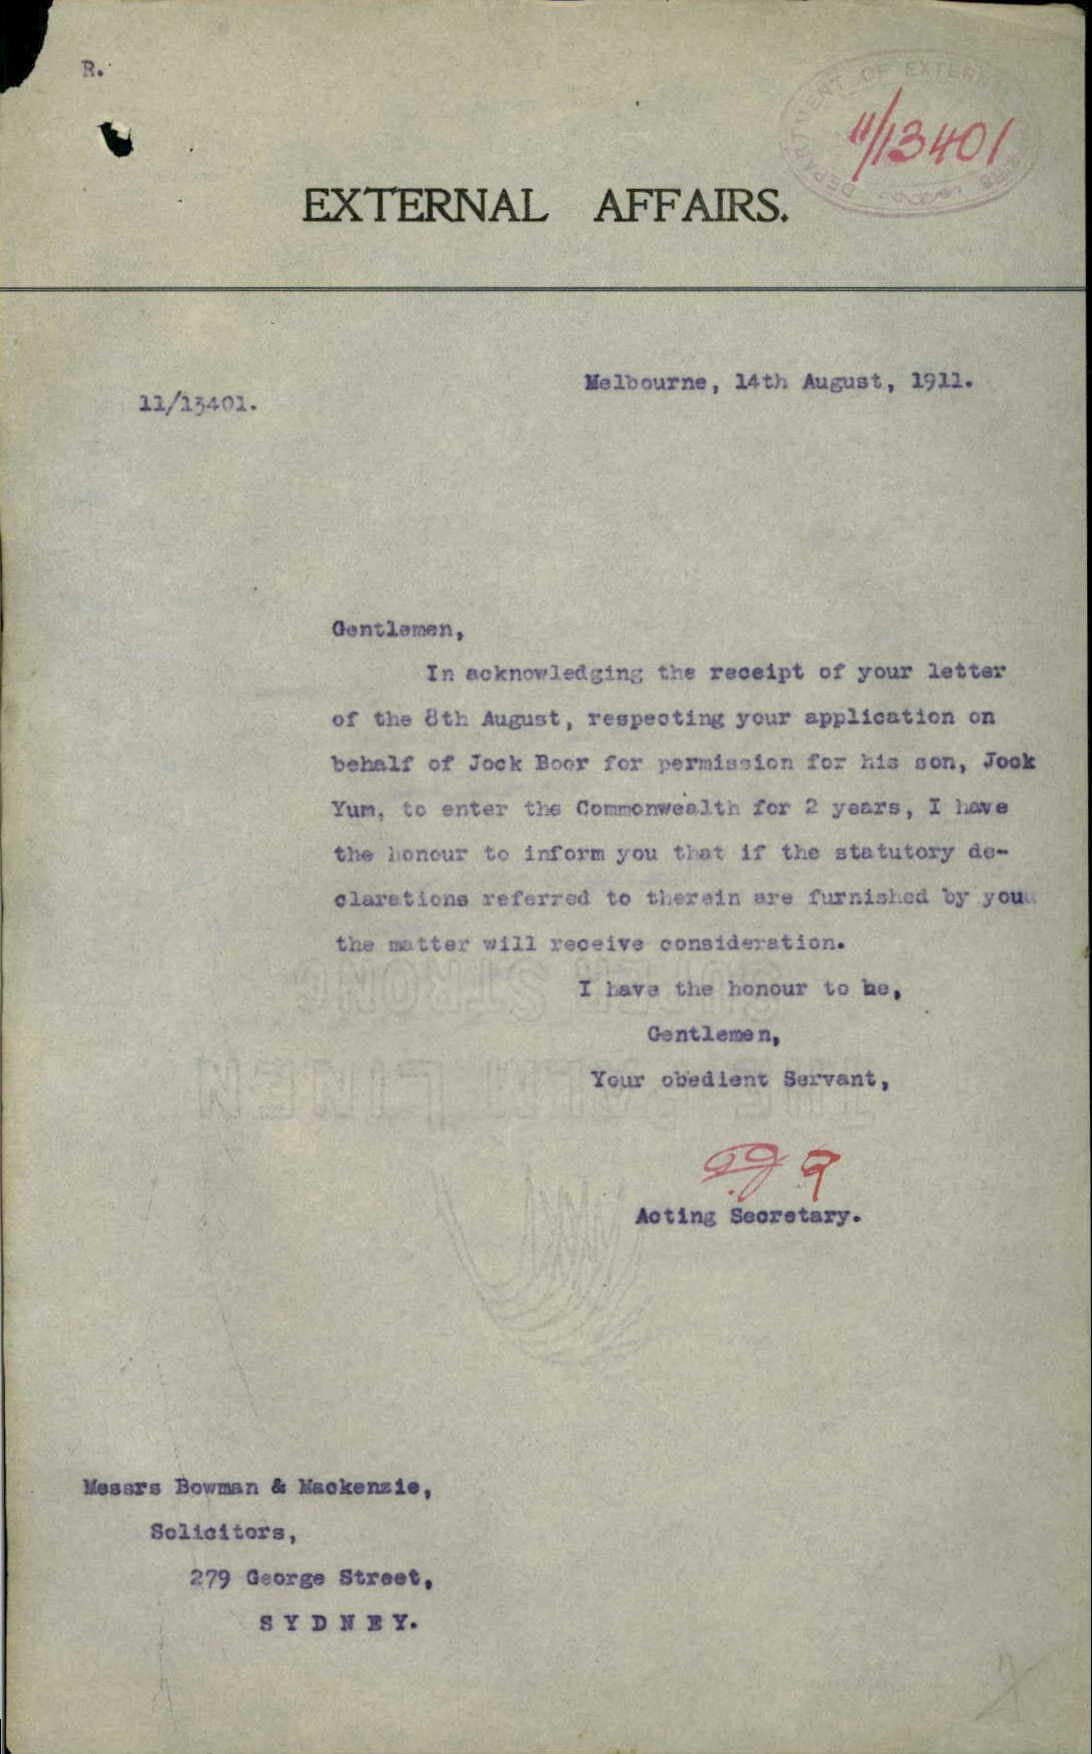 R.
DEPARTMENT OF EXTERNAL AFFAIRS
11/13401
EXTERNAL AFFAIRS.
Melbourne, 14th August, 1911.
11/13401.
Gentlemen,
In acknowledging the receipt of your letter
of the 8th August, respecting your application on
behalf of Jock Boor for permission for his son, Jock
Yum, to enter the Commonwealth for 2 years, I have
the honour to inform you that if the statutory de-
clarations referred to therein are furnished by you
the matter will receive consideration.
I have the honour to be,
Gentlemen,
Your obedient Servant,
Acting Secretary.
Messrs Bowman & Mackenzie,
Solicitors,
279 George Street,
SYDNEY.